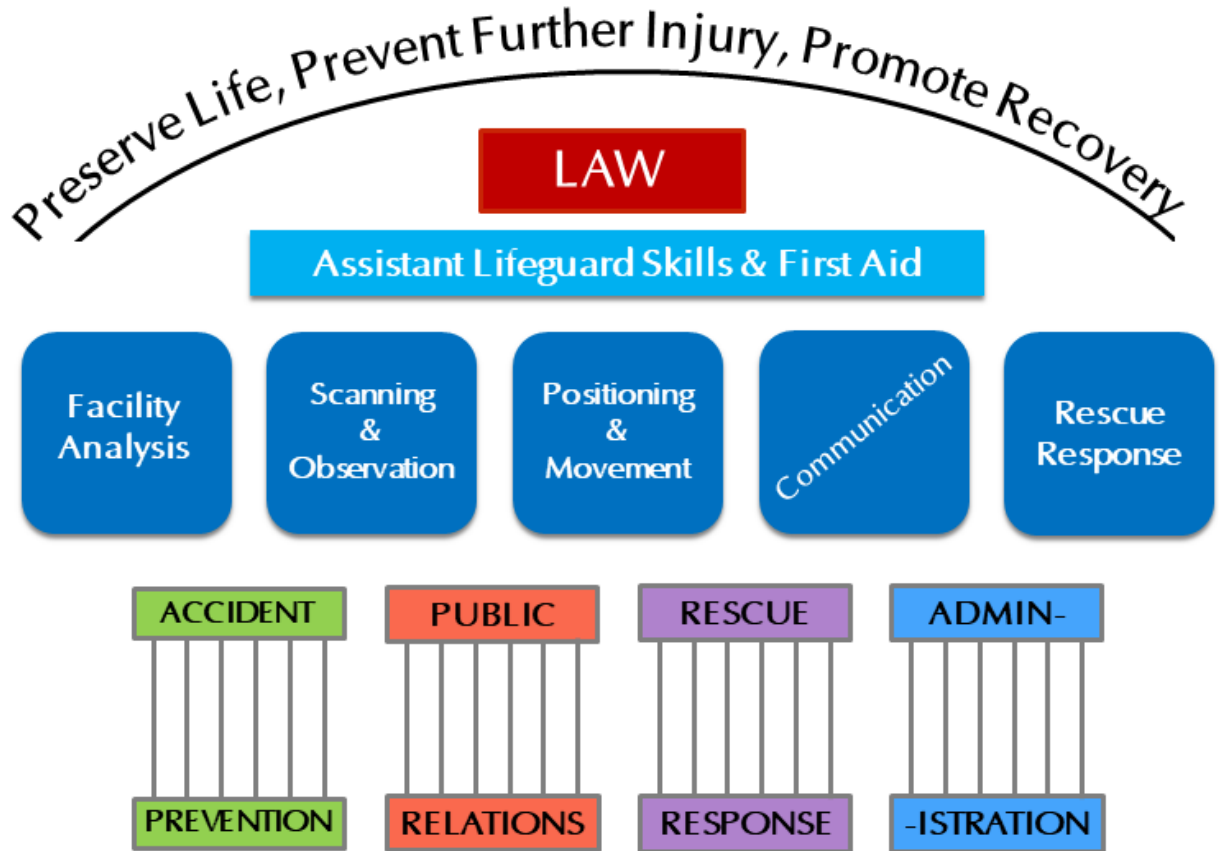 Preserve Life, Prevent Further Injury, Promote Recovery
LAW
Assistant Lifeguard Skills & First Aid
Facility
Analysis
Scanning
&
Observation
Positioning
&
Movement
Communication
Rescue
Response
ACCIDENT
PREVENTION
PUBLIC
RELATIONS
RESCUE
RESPONSE
ADMIN-
-ISTRATION